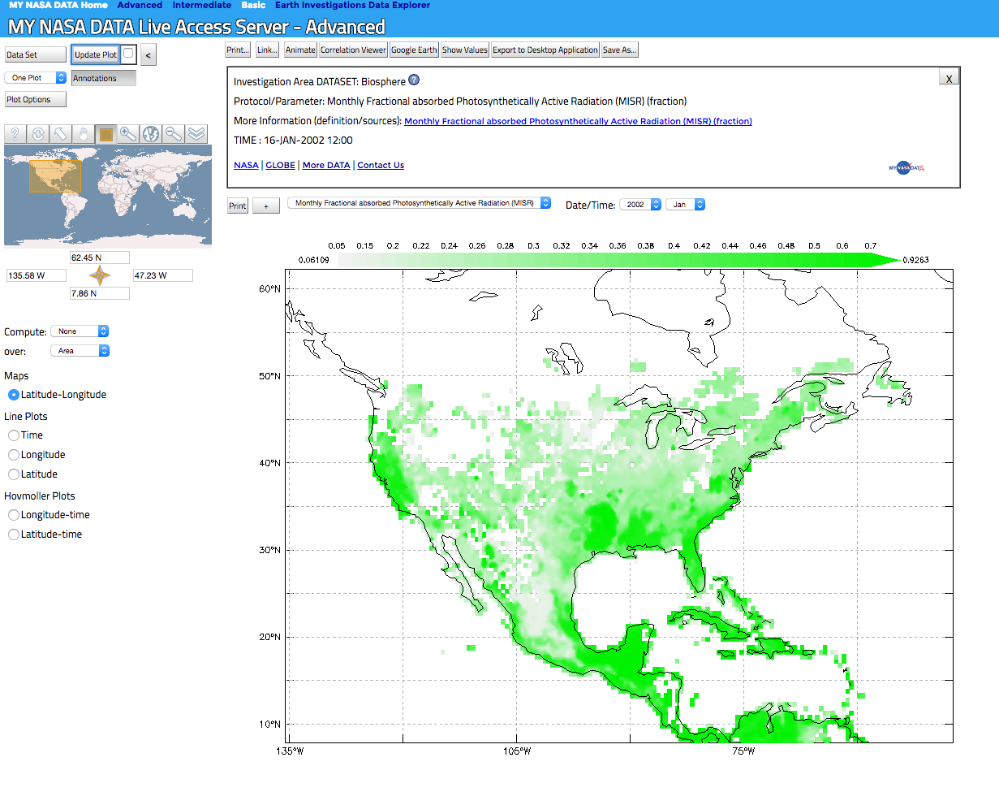 MY NASA DATA Home Advanced Intermediate Basic Earth Investigations Data Explorer
MY NASA DATA Live Access Server - Advanced
Data Set Update Plot <
One Plot Annotations
Plot Options
?
62.45 N
135.58 W 47.23 W
7.86 N
Compute: None
over: Area
Maps
Latitude-Longitude
Line Plots
Time
Longitude
Latitude
Hovmoller Plots
Longitude-time
Latitude-time
Print... Link... Animate Correlation Viewer Google Earth Show Values Export to Desktop Application Save As...
X
Investigation Area DATASET: Biosphere ?
Protocol/Parameter: Monthly Fractional absorbed Photosynthetically Active Radiation (MISR) (fraction)
More Information (definition/sources): Monthly Fractional absorbed Photosynthetically Active Radiation (MISR) (fraction)
TIME : 16-JAN-2002 12:00
NASA | GLOBE | More DATA | Contact Us
MY NASA DATA
Print + Monthly Fractional absorbed Photosynthetically Active Radiation (MISR) Date/Time: 2002 Jan
0.05 0.15 0.2 0.22 0.24 0.26 0.28 0.3 0.32 0.34 0.36 0.38 0.4 0.42 0.44 0.46 0.48 0.5 0.6 0.7
0.06109 0.9263
60°N
50°N
40°N
30°N
20°N
10°N
135°W 105°W 75°W